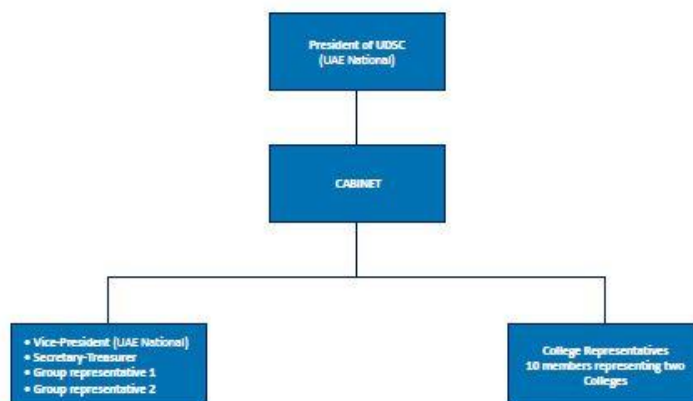 President of UDSC
(UAE National)
CABINET
• Vice-President (UAE National)
• Secretary-Treasurer
• Group representative 1
• Group representative 2
College Representatives
10 members representing two
Colleges